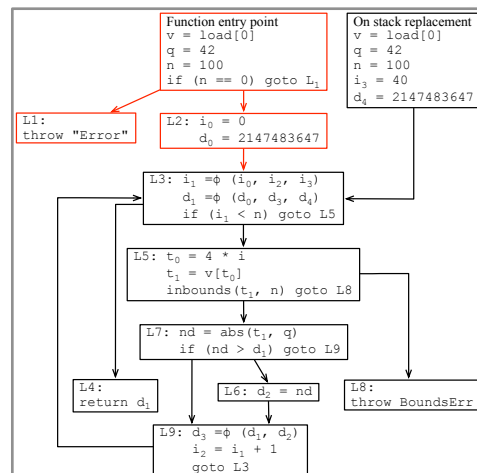 Function entry point
v = load[0]
q = 42
n = 100
if (n == 0) goto L₁
On stack replacement
v = load[0]
q = 42
n = 100
i₃ = 40
d₄ = 2147483647
L1:
throw "Error"
L2: i₀ = 0
d₀ = 2147483647
L3: i₁ =ϕ (i₀, i₂, i₃)
d₁ =ϕ (d₀, d₃, d₄)
if (i₁ < n) goto L5
L5: t₀ = 4 * i
t₁ = v[t₀]
inbounds(t₁, n) goto L8
L7: nd = abs(t₁, q)
if (nd > d₁) goto L9
L4:
return d₁
L6: d₂ = nd
L8:
throw BoundsErr
L9: d₃ =ϕ (d₁, d₂)
i₂ = i₁ + 1
goto L3